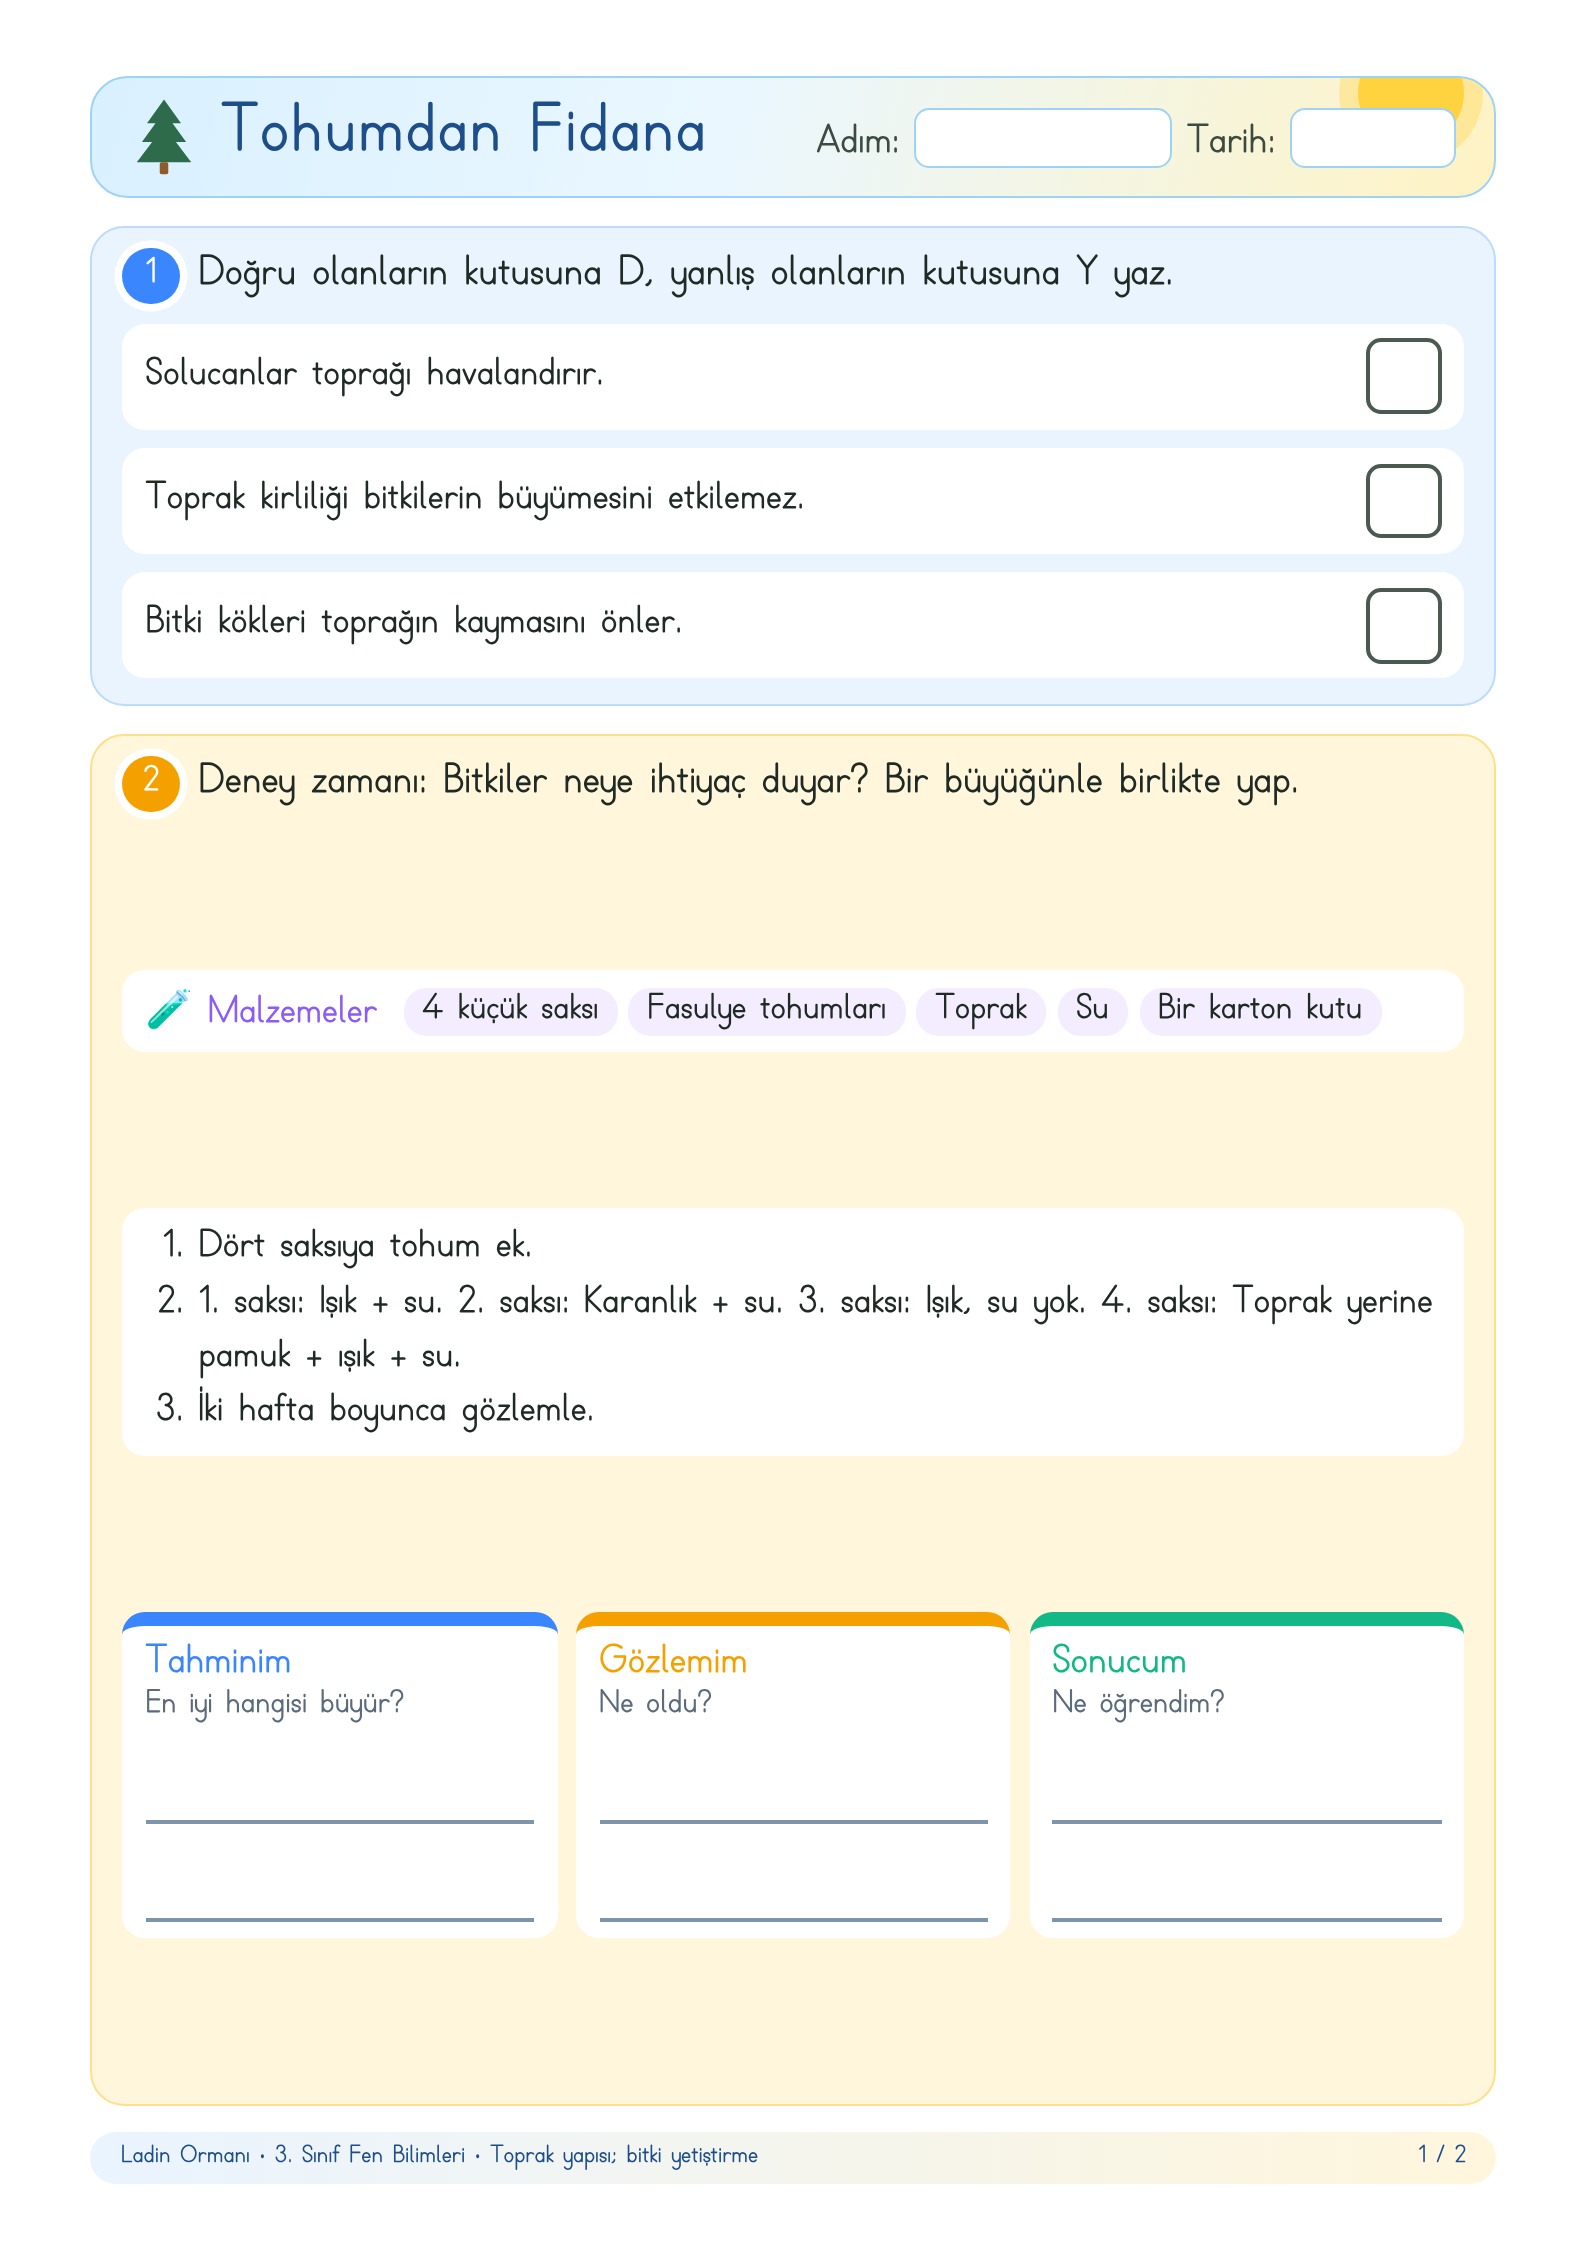 Tohumdan Fidana
Adım:
Tarih:
1 Doğru olanların kutusuna D, yanlış olanların kutusuna Y yaz.
Solucanlar toprağı havalandırır.
Toprak kirliliği bitkilerin büyümesini etkilemez.
Bitki kökleri toprağın kaymasını önler.
2 Deney zamanı: Bitkiler neye ihtiyaç duyar? Bir büyüğünle birlikte yap.
Malzemeler 4 küçük saksı Fasulye tohumları Toprak Su Bir karton kutu
1. Dört saksıya tohum ek.
2. 1. saksı: Işık + su. 2. saksı: Karanlık + su. 3. saksı: Işık, su yok. 4. saksı: Toprak yerine
pamuk + ışık + su.
3. İki hafta boyunca gözlemle.
Tahminim
En iyi hangisi büyür?
Gözlemim
Ne oldu?
Sonucum
Ne öğrendim?
Ladin Ormanı • 3. Sınıf Fen Bilimleri • Toprak yapısı; bitki yetiştirme
1 / 2